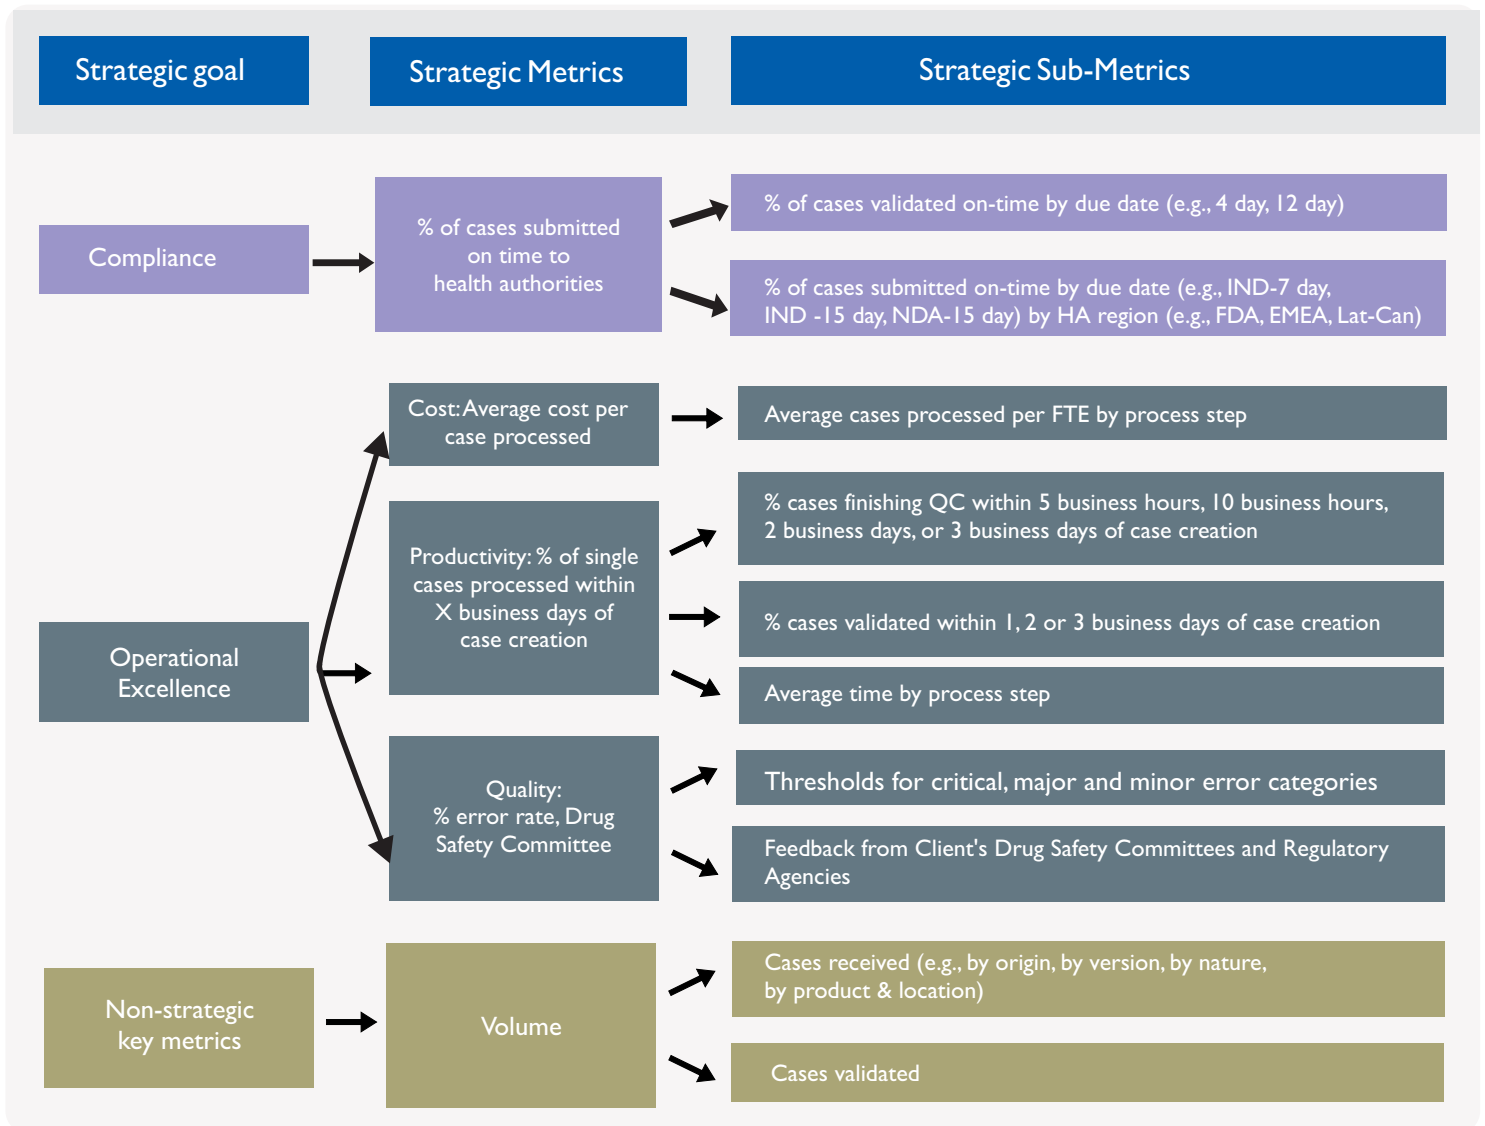 Strategic goal
Strategic Metrics
Strategic Sub-Metrics
Compliance
% of cases submitted
on time to
health authorities
% of cases validated on-time by due date (e.g., 4 day, 12 day)
% of cases submitted on-time by due date (e.g., IND-7 day,
IND -15 day, NDA-15 day) by HA region (e.g., FDA, EMEA, Lat-Can)
Operational
Excellence
Cost: Average cost per
case processed
Average cases processed per FTE by process step
Productivity: % of single
cases processed within
X business days of
case creation
% cases finishing QC within 5 business hours, 10 business hours,
2 business days, or 3 business days of case creation
% cases validated within 1, 2 or 3 business days of case creation
Average time by process step
Quality:
% error rate, Drug
Safety Committee
Thresholds for critical, major and minor error categories
Feedback from Client's Drug Safety Committees and Regulatory
Agencies
Non-strategic
key metrics
Volume
Cases received (e.g., by origin, by version, by nature,
by product & location)
Cases validated